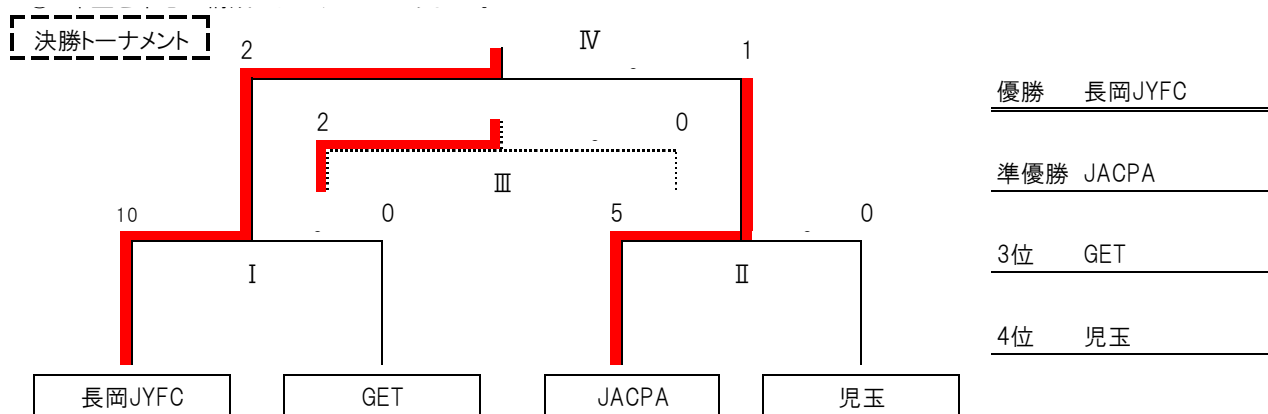 決勝トーナメント
2 Ⅳ - 1
優勝 長岡JYFC
2 - 0
準優勝 JACPA
Ⅲ
10 - 0 5 - 0
3位 GET
Ⅰ Ⅱ
4位 児玉
長岡JYFC GET JACPA 児玉